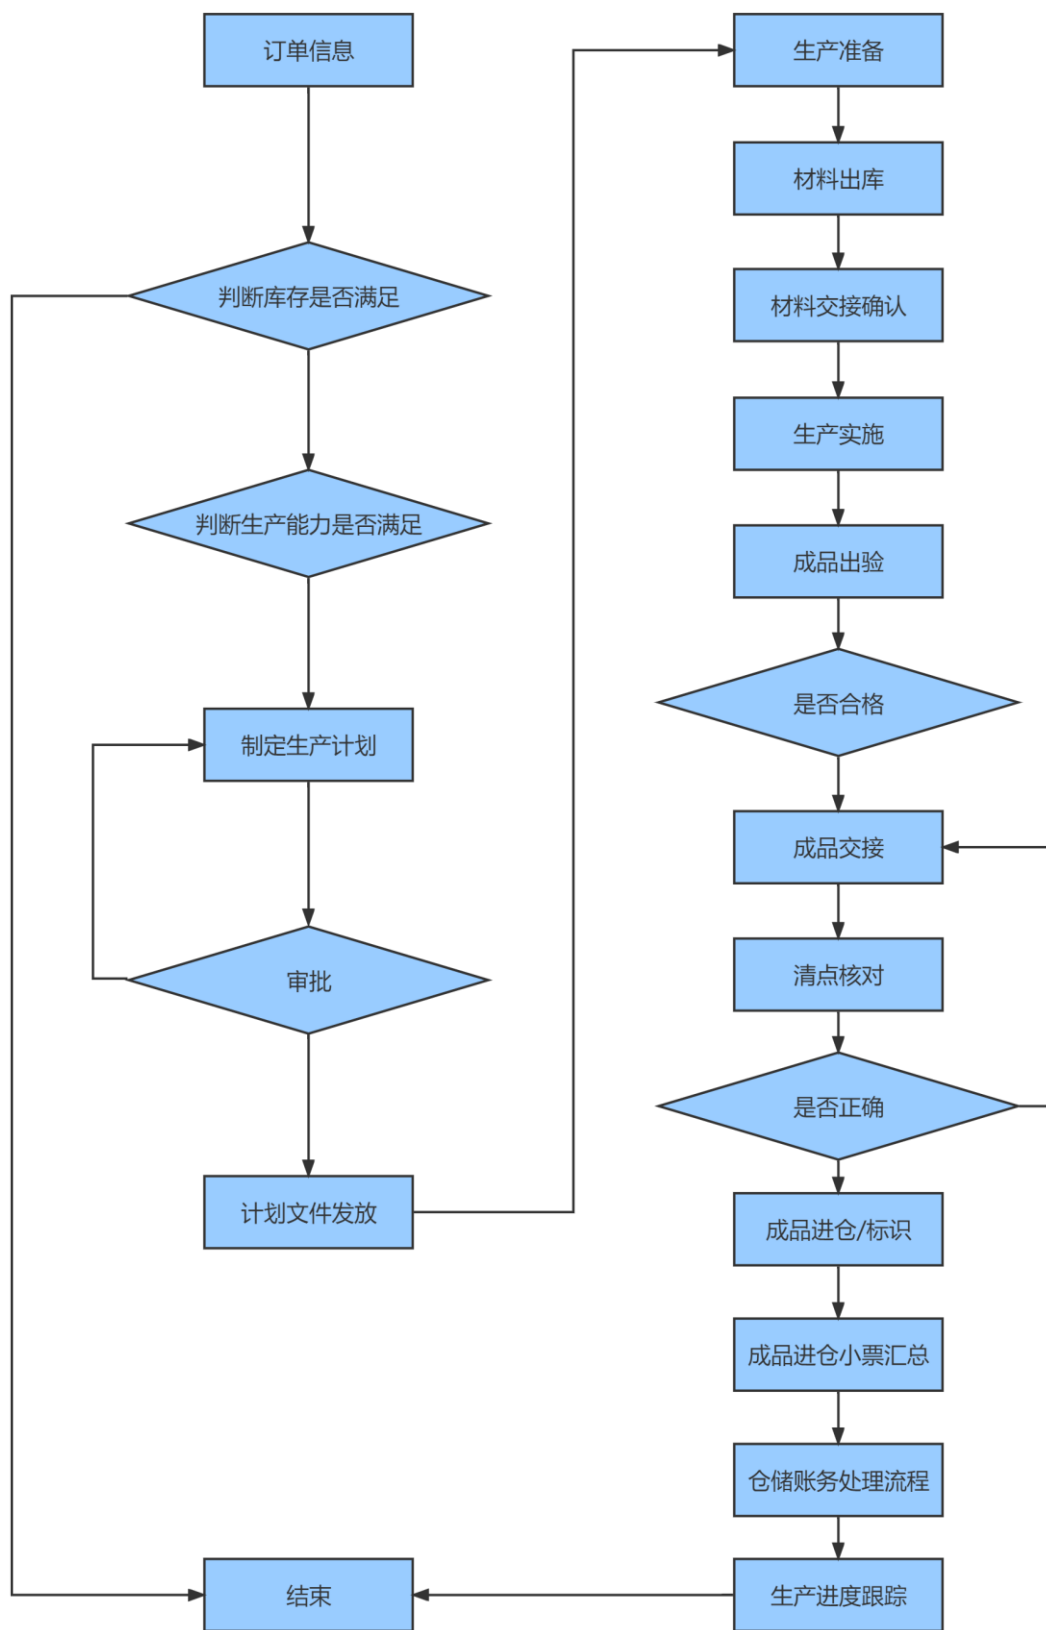 订单信息
判断库存是否满足
判断生产能力是否满足
制定生产计划
审批
计划文件发放
结束
生产准备
材料出库
材料交接确认
生产实施
成品出验
是否合格
成品交接
清点核对
是否正确
成品进仓/标识
成品进仓小票汇总
仓储账务处理流程
生产进度跟踪